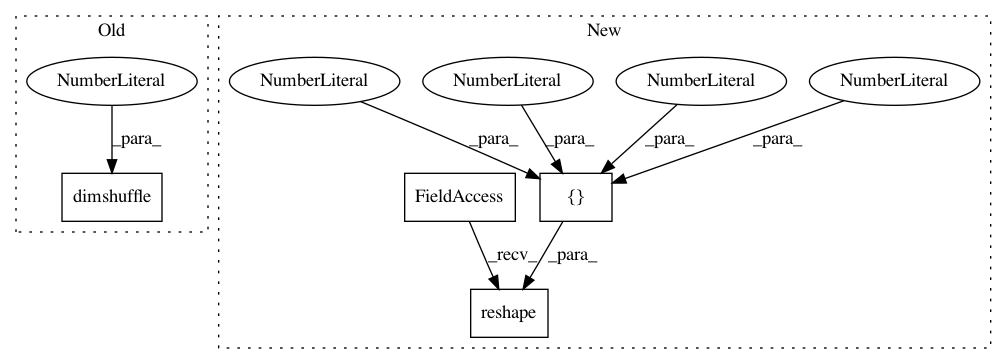 Old
New
NumberLiteral
NumberLiteral
NumberLiteral
NumberLiteral
NumberLiteral
_para_
_para_
_para_
_para_
_para_
dimshuffle
FieldAccess
{}
_recv_
_para_
reshape